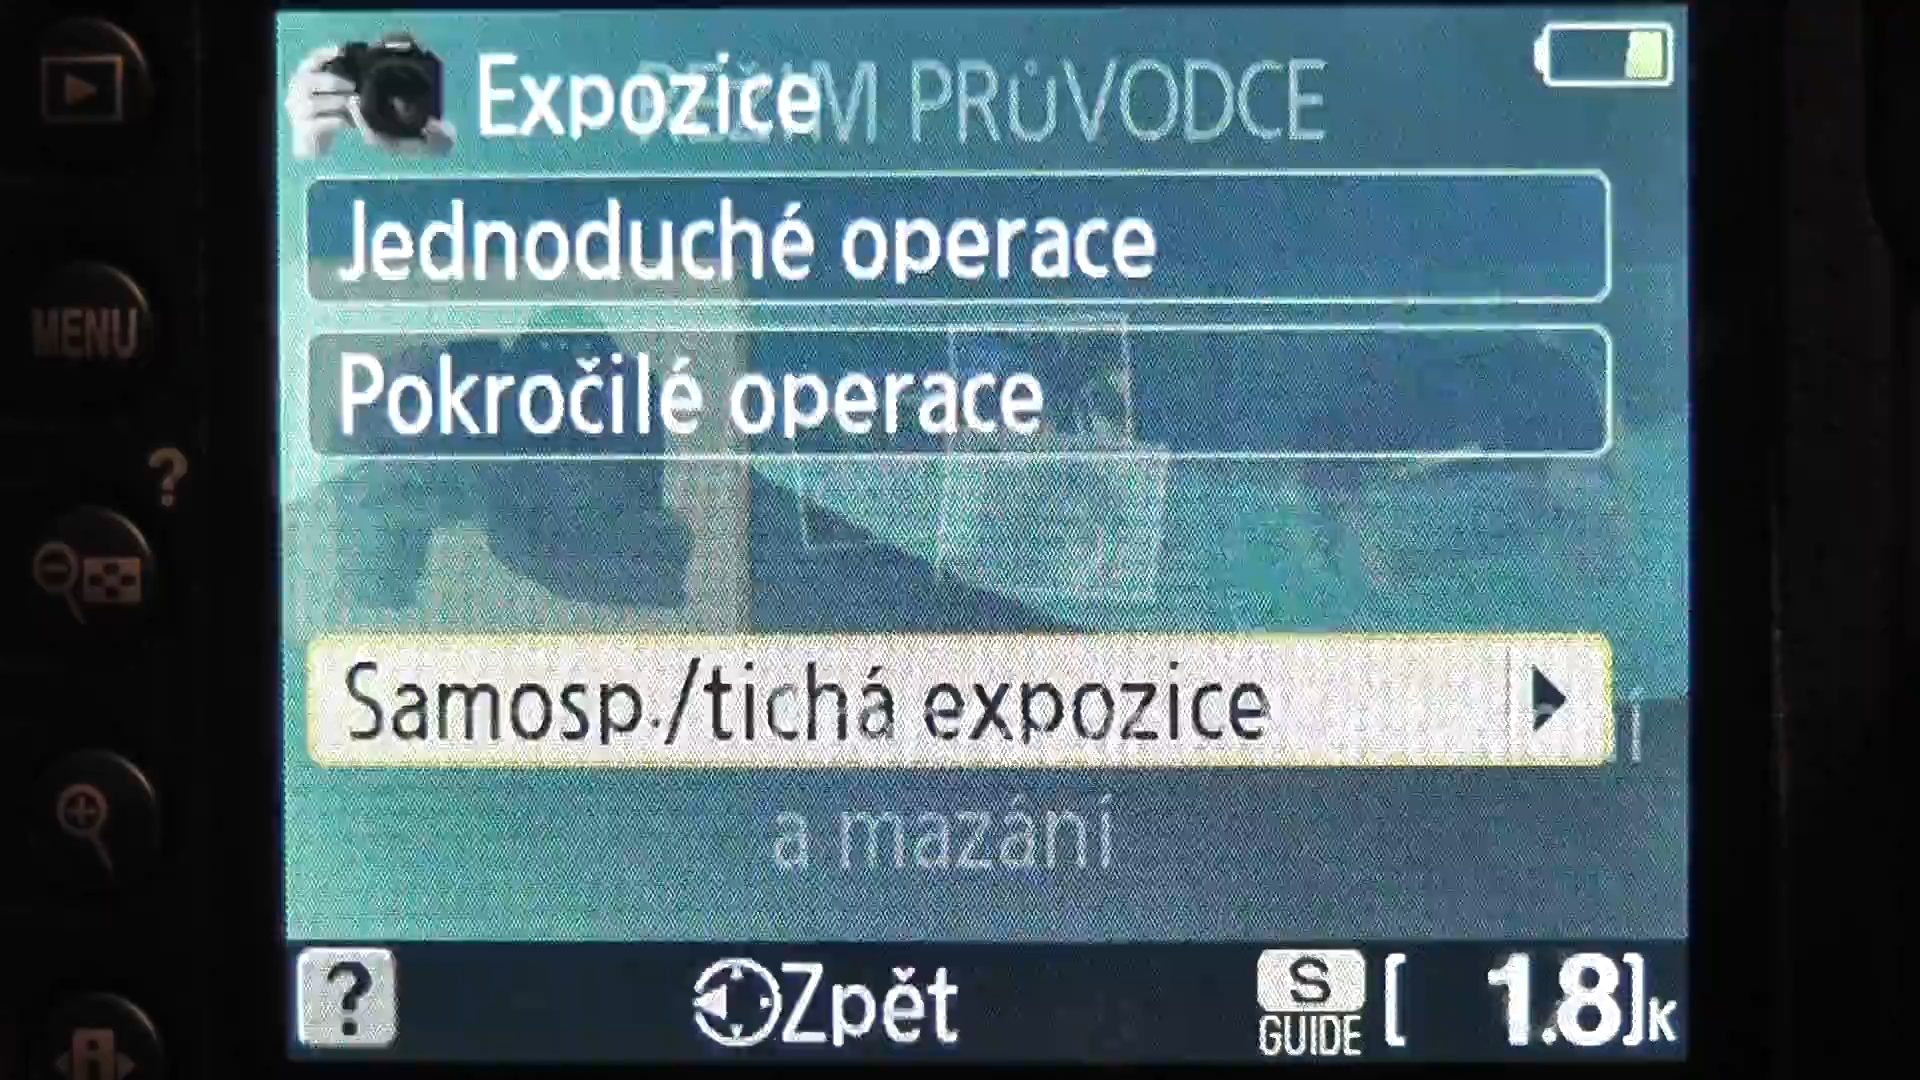 Expozice
REŽIM PRŮVODCE
Jednoduché operace
Pokročilé operace
Samosp./tichá expozice
a mazání
? Zpět S GUIDE [ 1.8]K
MENU
?